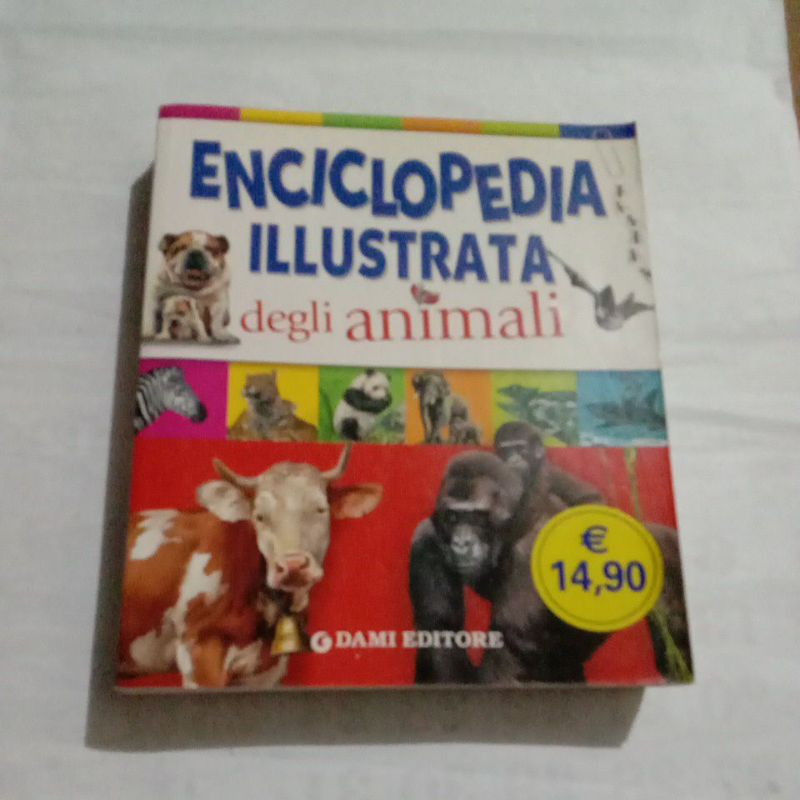 ENCICLOPEDIA
ILLUSTRATA
degli animali
€
14,90
DAMI EDITORE